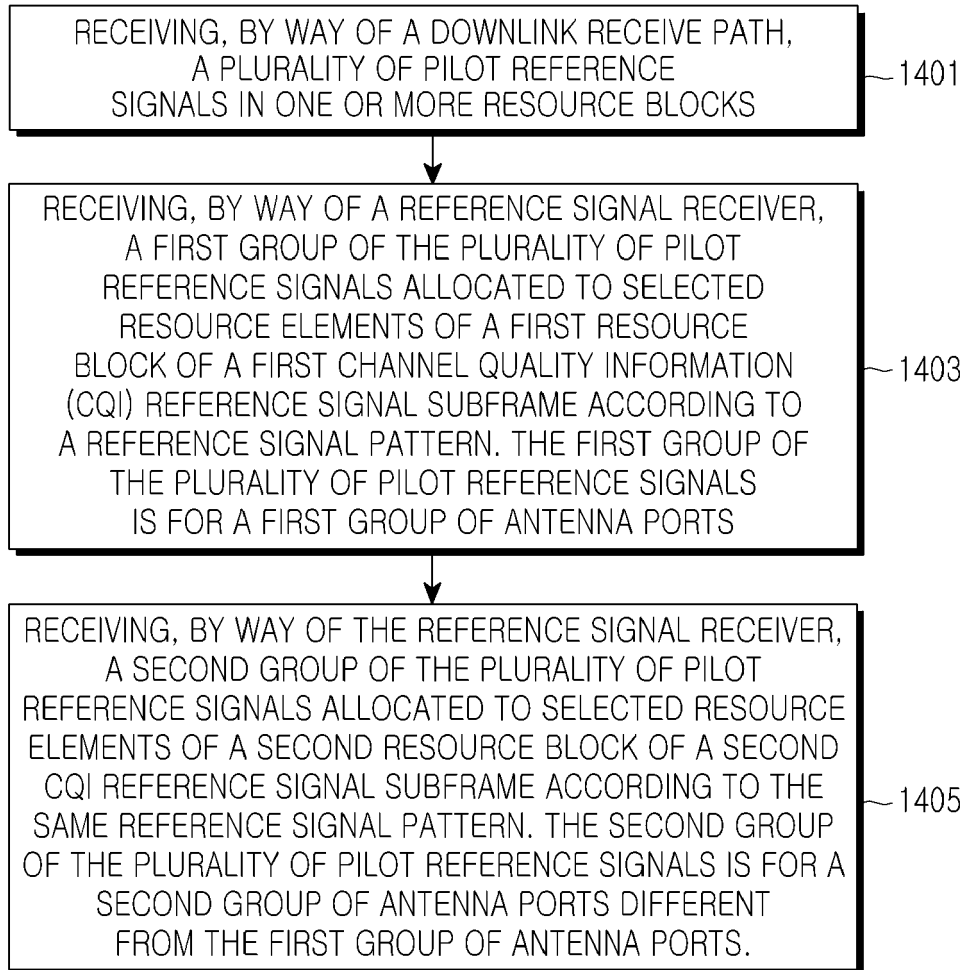 RECEIVING, BY WAY OF A DOWNLINK RECEIVE PATH,
A PLURALITY OF PILOT REFERENCE
SIGNALS IN ONE OR MORE RESOURCE BLOCKS
1401
RECEIVING, BY WAY OF A REFERENCE SIGNAL RECEIVER,
A FIRST GROUP OF THE PLURALITY OF PILOT
REFERENCE SIGNALS ALLOCATED TO SELECTED
RESOURCE ELEMENTS OF A FIRST RESOURCE
BLOCK OF A FIRST CHANNEL QUALITY INFORMATION
(CQI) REFERENCE SIGNAL SUBFRAME ACCORDING TO
A REFERENCE SIGNAL PATTERN. THE FIRST GROUP OF
THE PLURALITY OF PILOT REFERENCE SIGNALS
IS FOR A FIRST GROUP OF ANTENNA PORTS
1403
RECEIVING, BY WAY OF THE REFERENCE SIGNAL RECEIVER,
A SECOND GROUP OF THE PLURALITY OF PILOT
REFERENCE SIGNALS ALLOCATED TO SELECTED RESOURCE
ELEMENTS OF A SECOND RESOURCE BLOCK OF A SECOND
CQI REFERENCE SIGNAL SUBFRAME ACCORDING TO THE
SAME REFERENCE SIGNAL PATTERN. THE SECOND GROUP
OF THE PLURALITY OF PILOT REFERENCE SIGNALS IS FOR A
SECOND GROUP OF ANTENNA PORTS DIFFERENT
FROM THE FIRST GROUP OF ANTENNA PORTS.
1405